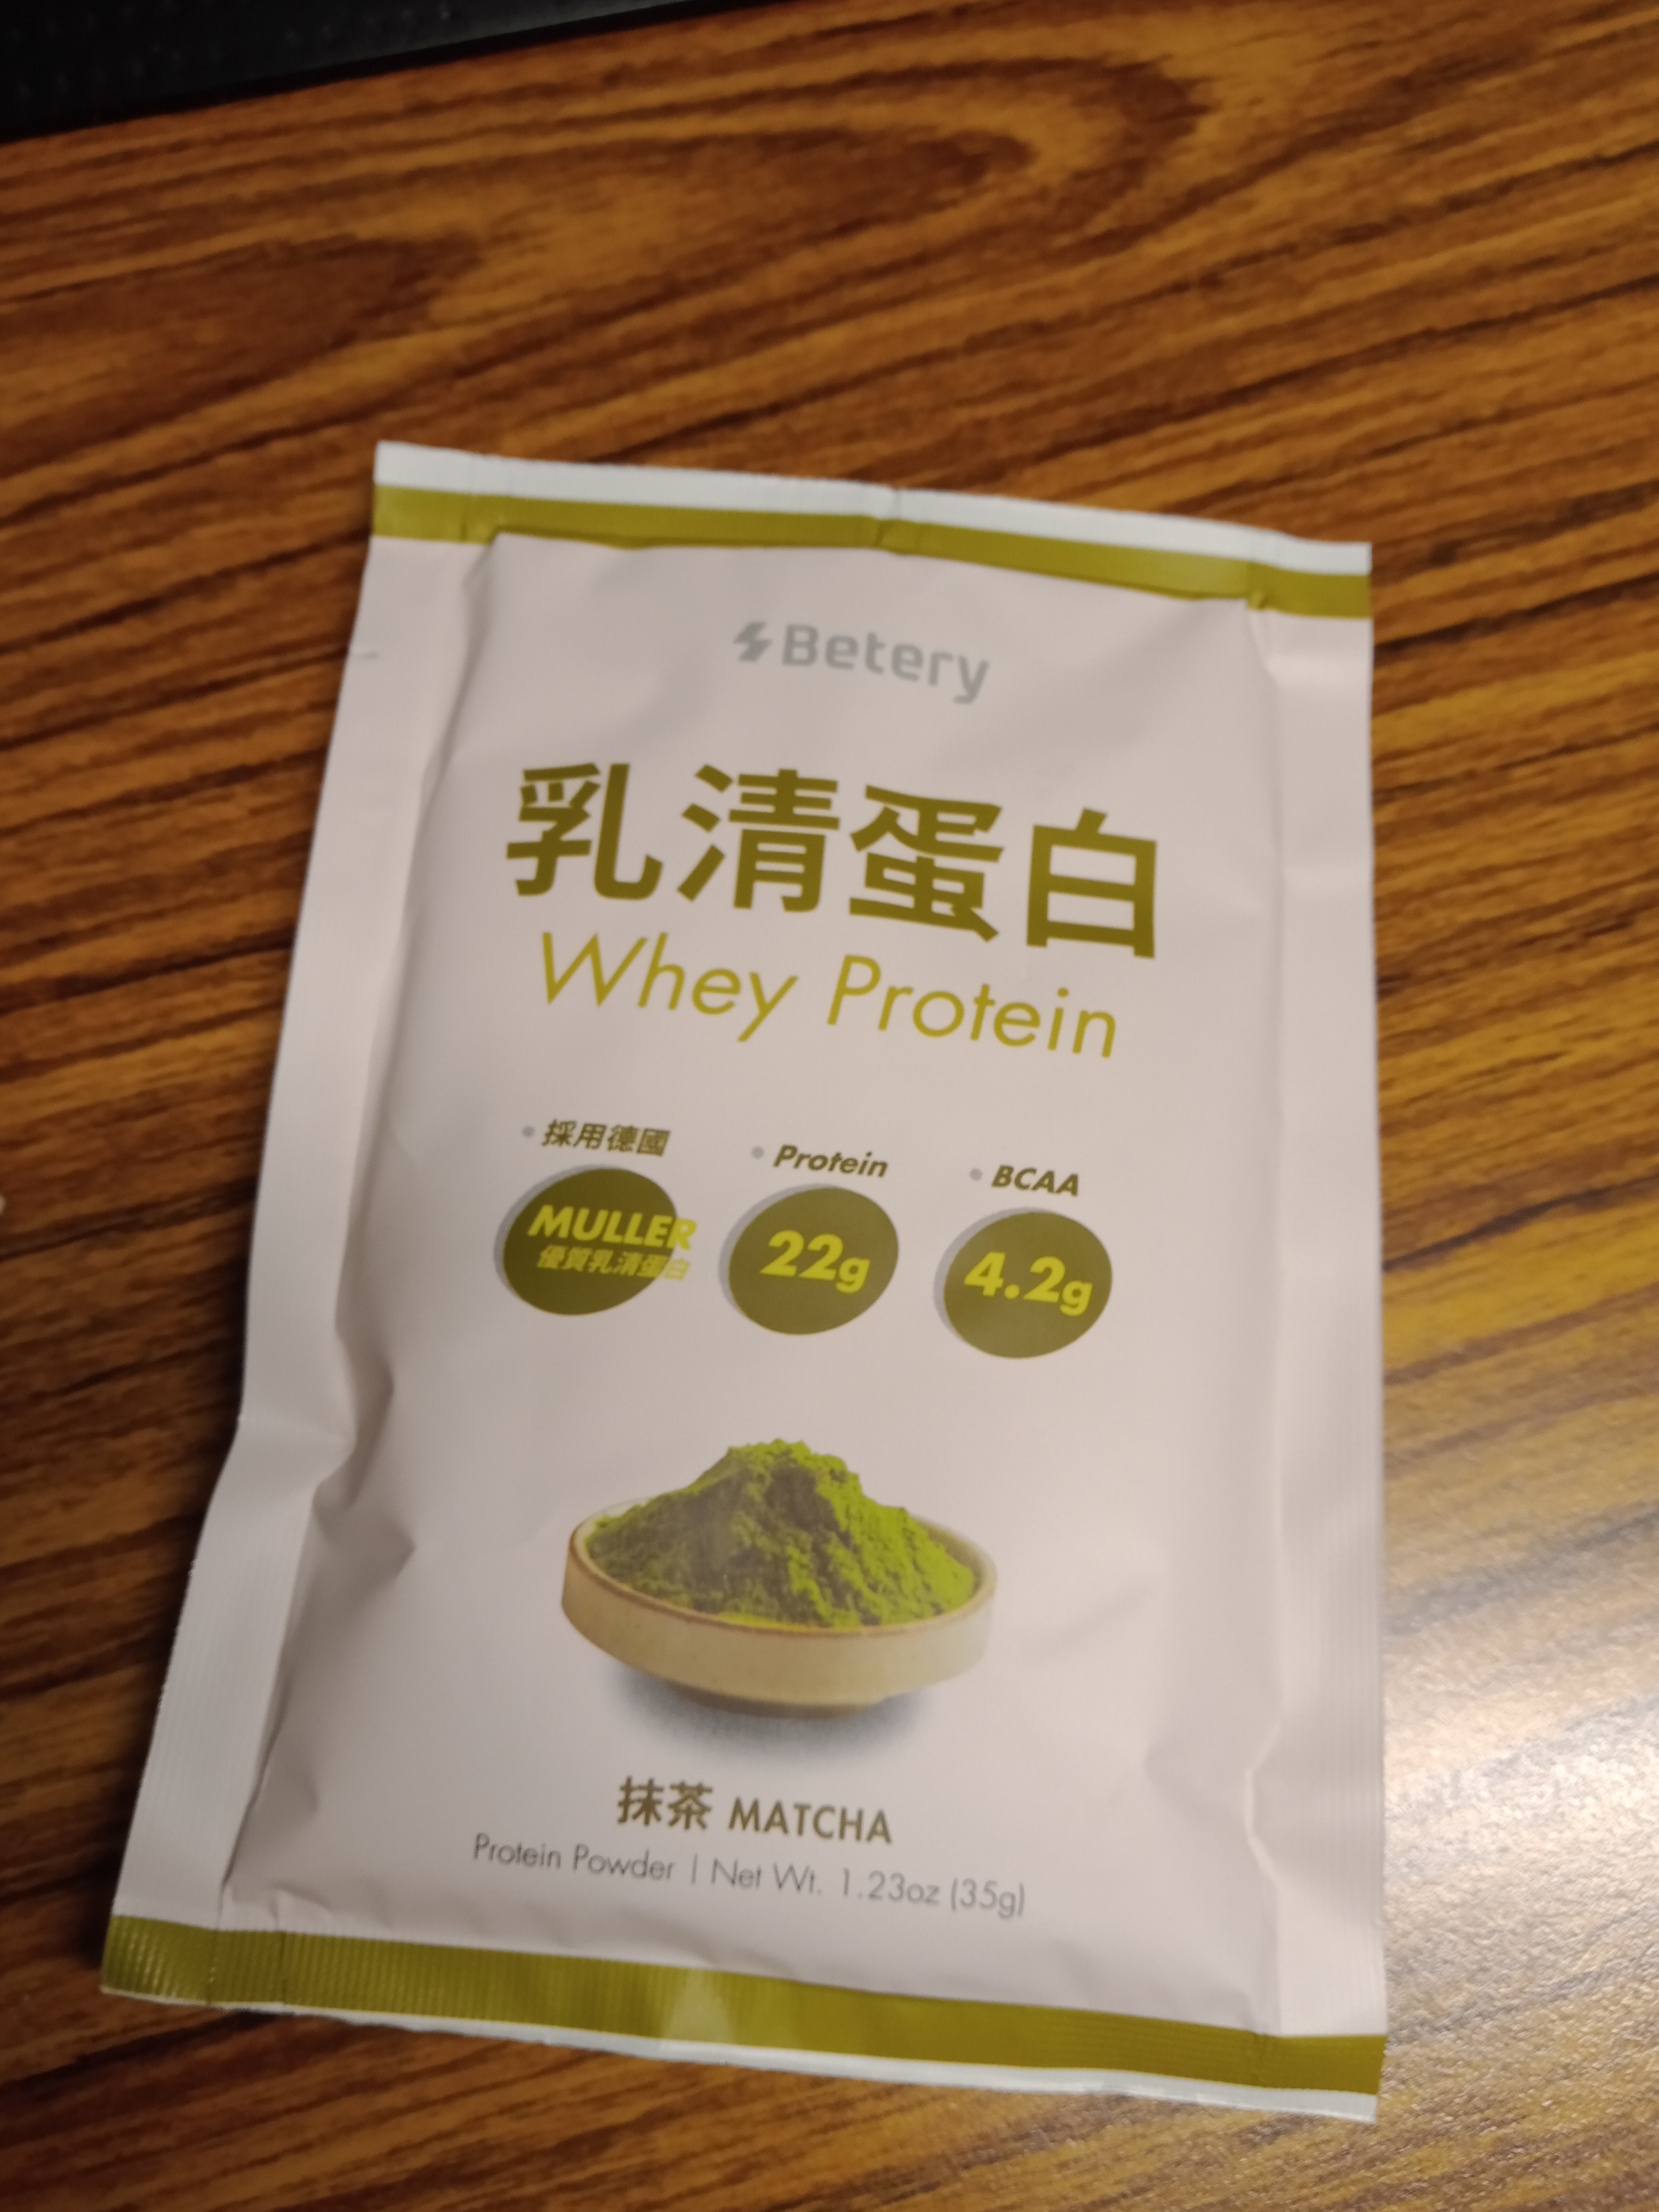 Betery
乳清蛋白
Whey Protein
• 採用德國
MULLER
優質乳清蛋白
• Protein
22g
• BCAA
4.2g
抹茶 MATCHA
Protein Powder | Net Wt. 1.23oz (35g)